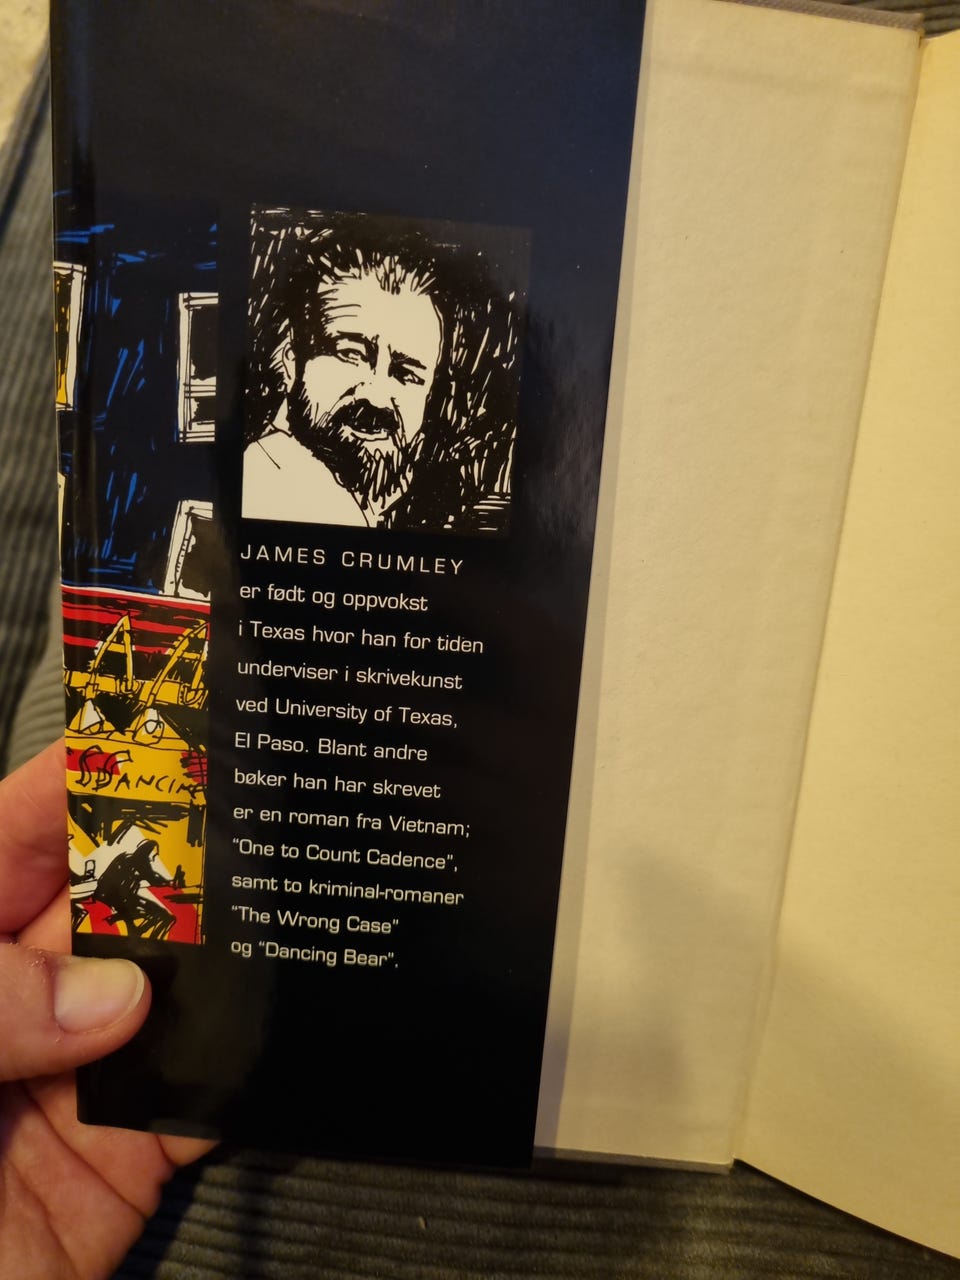 JAMES CRUMLEY
er født og oppvokst
i Texas hvor han for tiden
underviser i skrivekunst
ved University of Texas,
El Paso. Blant andre
bøker han har skrevet
er en roman fra Vietnam;
"One to Count Cadence",
samt to kriminal-romaner
"The Wrong Case"
og "Dancing Bear".
DANCING